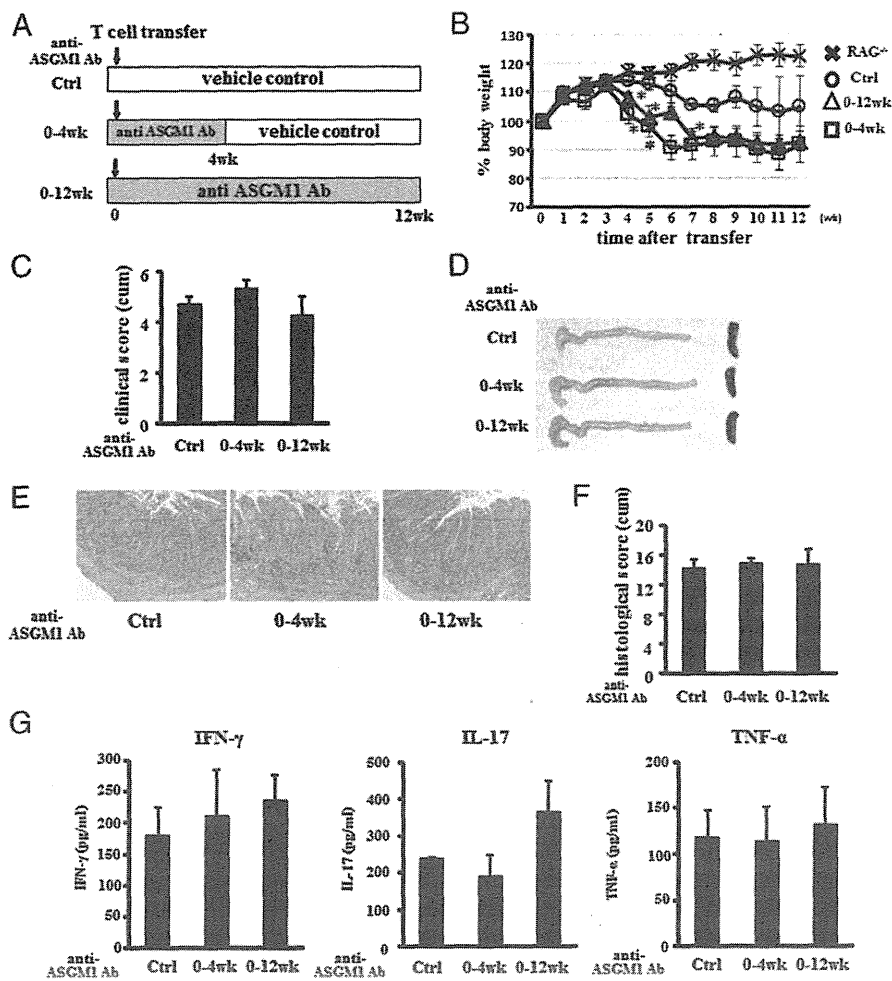 A
T cell transfer
anti-
ASGM1 Ab
Ctrl
vehicle control
0-4wk
anti ASGM1 Ab
vehicle control
4wk
0-12wk
anti ASGM1 Ab
0
12wk
B
% body weight
130
120
110
100
90
80
70
0 1 2 3 4 5 6 7 8 9 10 11 12 (wk)
time after transfer
* * * * *
RAG-/-
Ctrl
0-12wk
0-4wk
C
clinical score (cum)
6
4
2
0
anti-
ASGM1 Ab
Ctrl 0-4wk 0-12wk
D
anti-
ASGM1 Ab
Ctrl
0-4wk
0-12wk
E
anti-
ASGM1 Ab
Ctrl 0-4wk 0-12wk
F
histological score (cum)
20
16
12
8
4
0
anti-
ASGM1 Ab
Ctrl 0-4wk 0-12wk
G
IFN-γ
IFN-γ (pg/ml)
300
250
200
150
100
50
0
anti-
ASGM1 Ab
Ctrl 0-4wk 0-12wk
IL-17
IL-17 (pg/ml)
500
400
300
200
100
0
anti-
ASGM1 Ab
Ctrl 0-4wk 0-12wk
TNF-α
TNF-α (pg/ml)
200
150
100
50
0
anti-
ASGM1 Ab
Ctrl 0-4wk 0-12wk